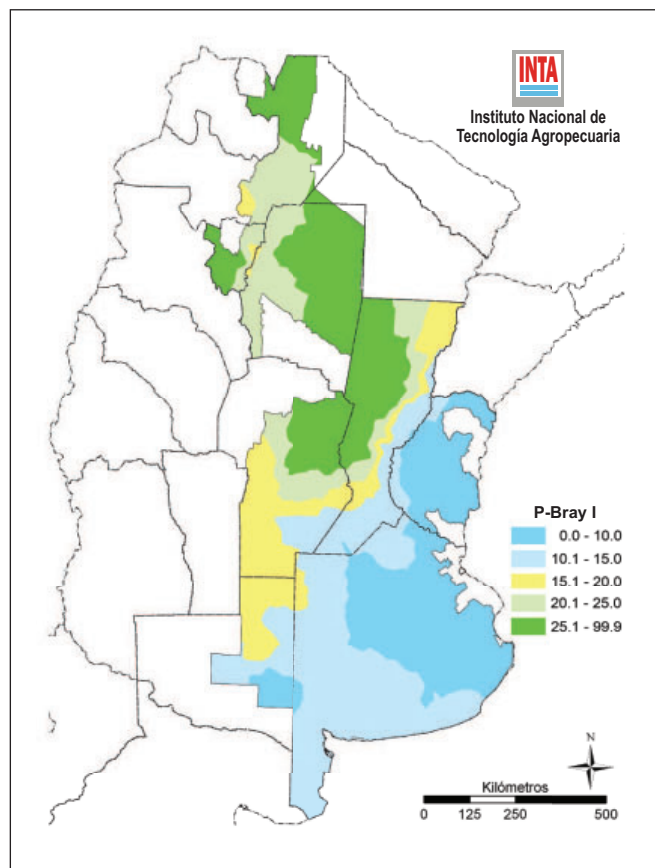 INTA
Instituto Nacional de
Tecnología Agropecuaria
P-Bray I
0.0 - 10.0
10.1 - 15.0
15.1 - 20.0
20.1 - 25.0
25.1 - 99.9
N
Kilómetros
0 125 250 500